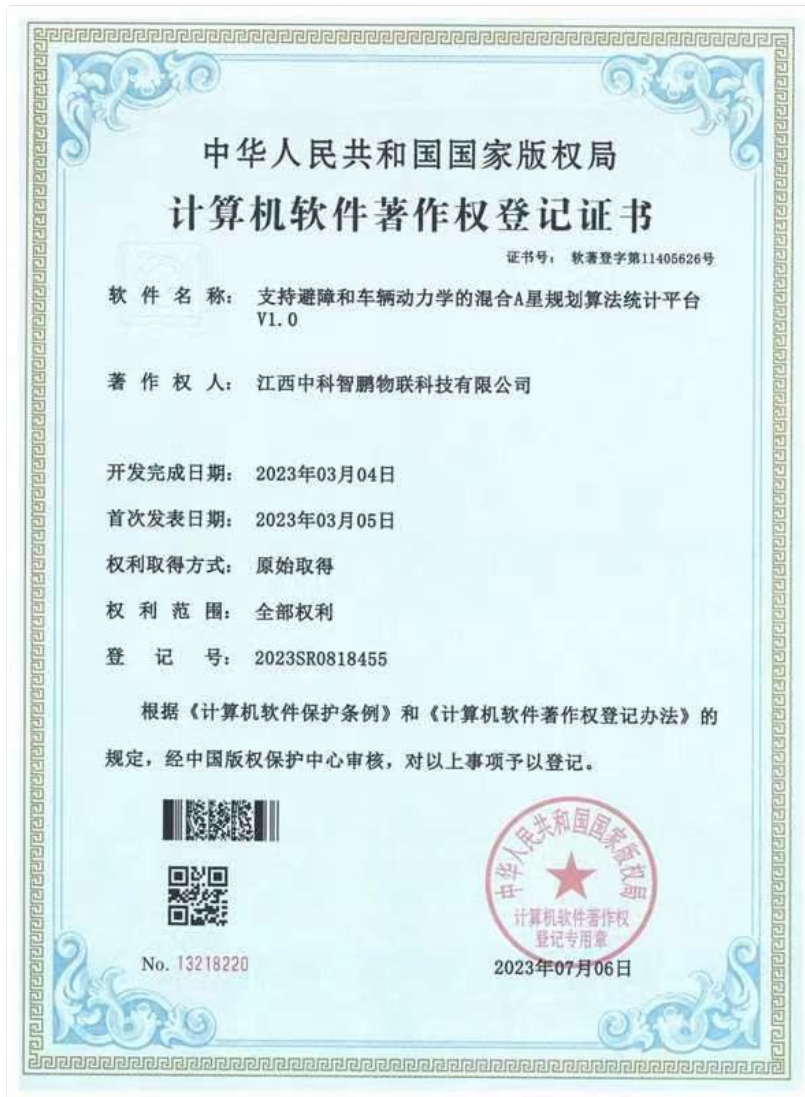 中华人民共和国国家版权局
计算机软件著作权登记证书
证书号： 软著登字第11405626号
软件名称： 支持避障和车辆动力学的混合A星规划算法统计平台
V1.0
著作权人： 江西中科智鹏物联科技有限公司
开发完成日期： 2023年03月04日
首次发表日期： 2023年03月05日
权利取得方式： 原始取得
权利范围： 全部权利
登记号： 2023SR0818455
根据《计算机软件保护条例》和《计算机软件著作权登记办法》的
规定，经中国版权保护中心审核，对以上事项予以登记。
中华人民共和国国家版权局
计算机软件著作权
登记专用章
No. 13218220
2023年07月06日